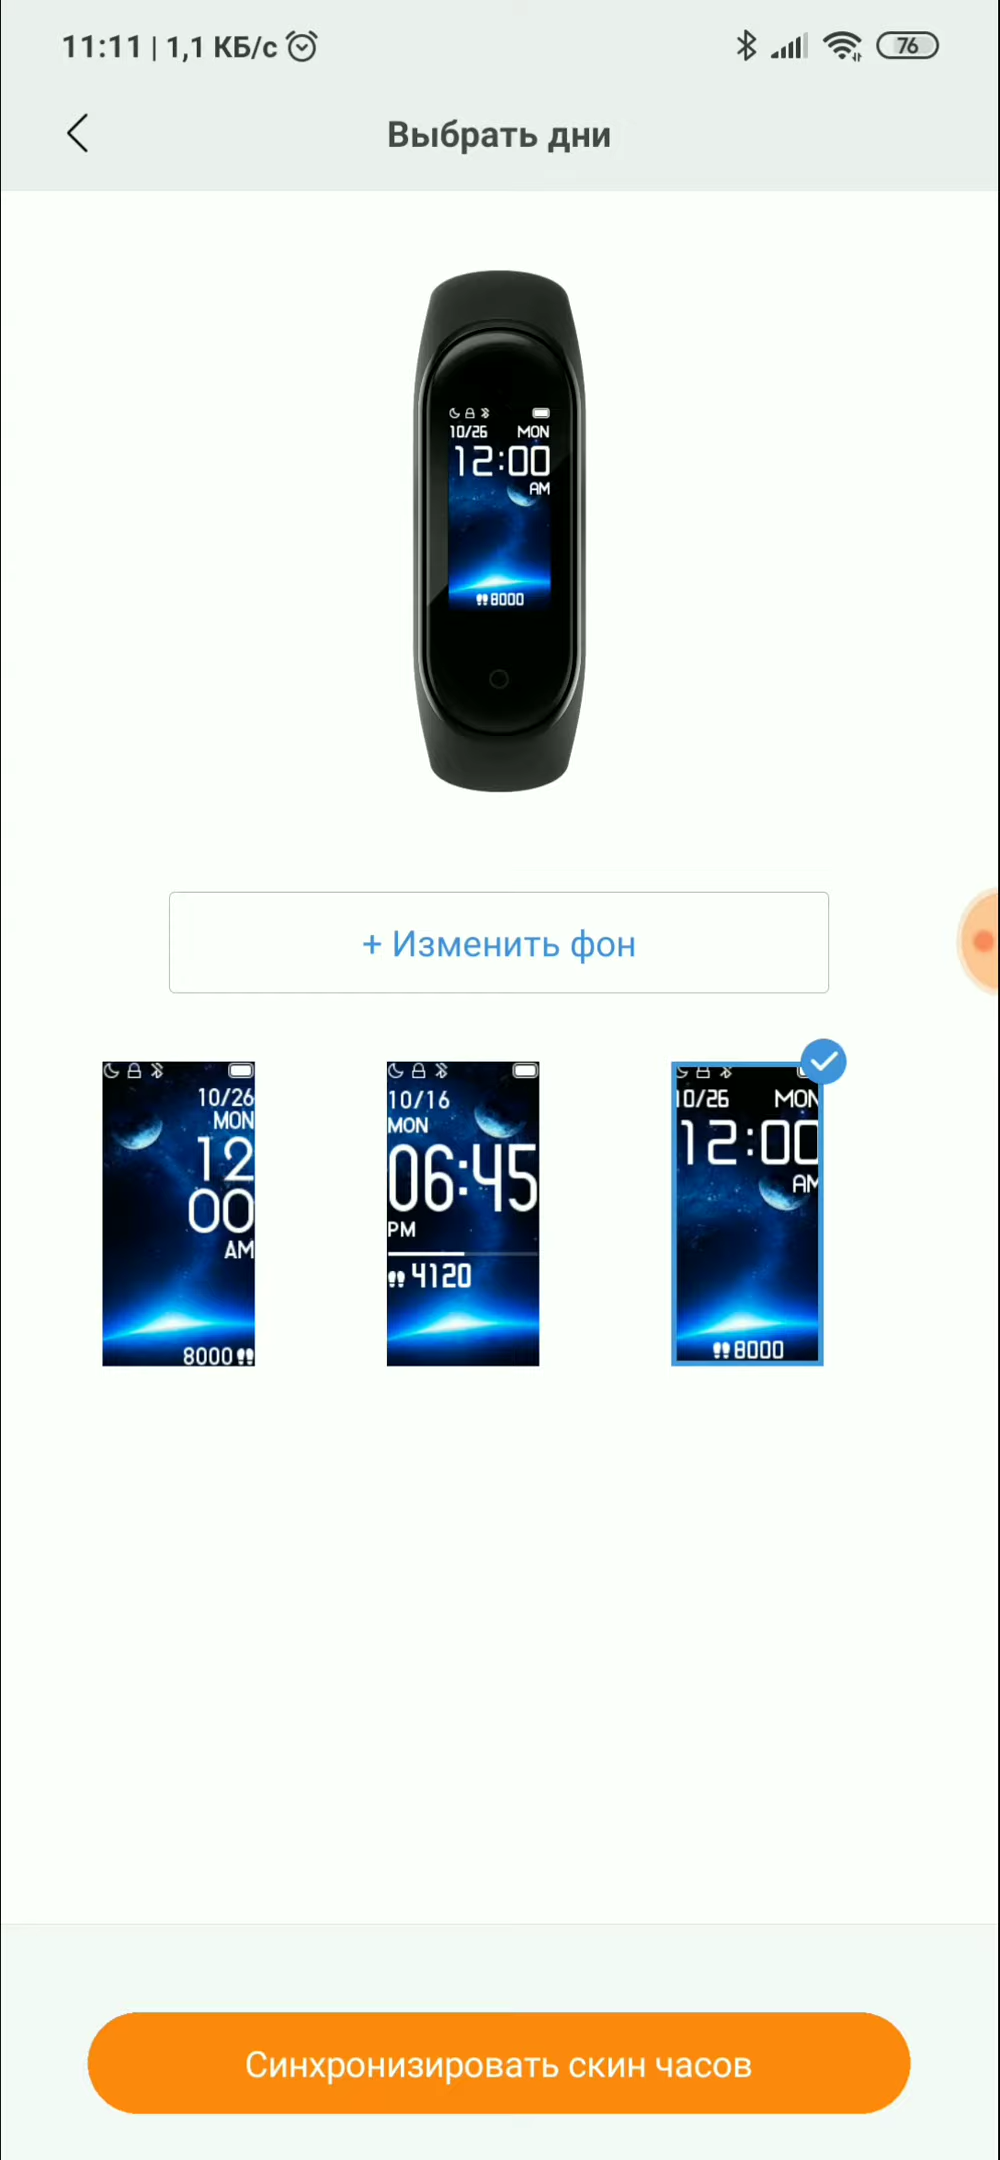 11:11 | 1,1 КБ/с
76
Выбрать дни
10/26 MON
12:00
AM
8000
+ Изменить фон
10/26
MON
12
00
AM
8000
10/16
MON
06:45
PM
4120
10/26 MON
12:00
AM
8000
Синхронизировать скин часов